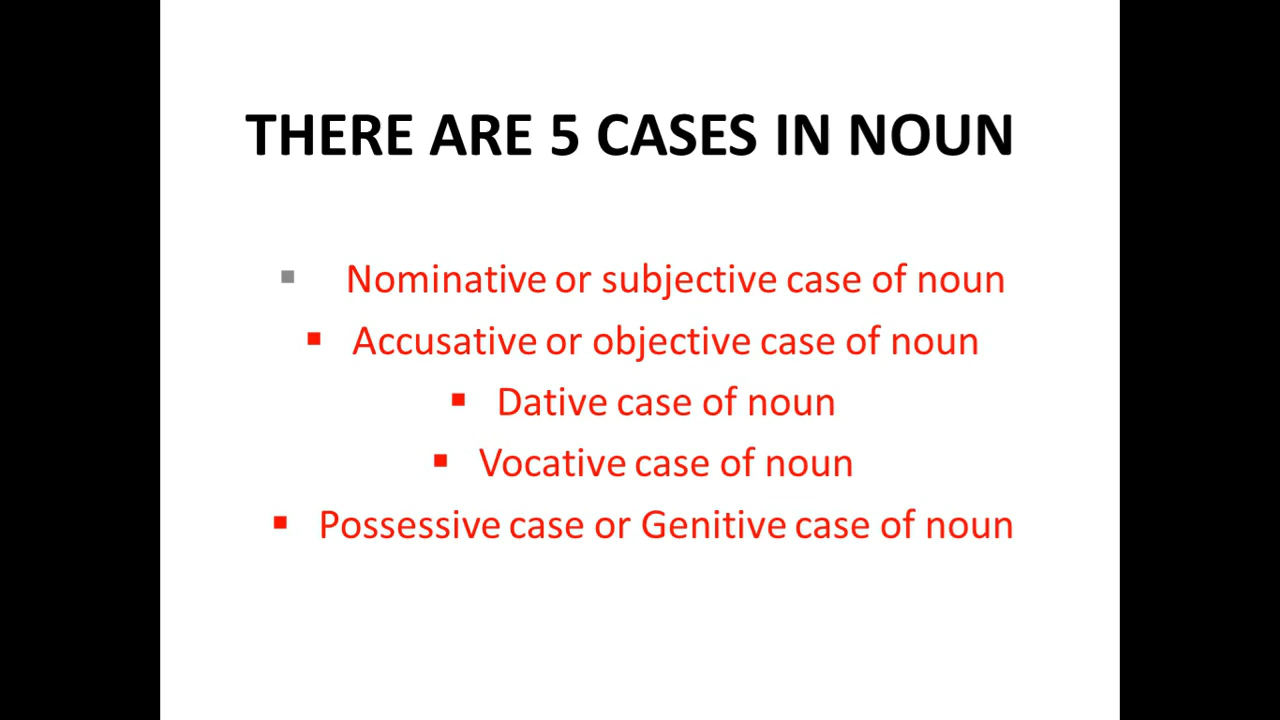 THERE ARE 5 CASES IN NOUN
▪ Nominative or subjective case of noun
▪ Accusative or objective case of noun
▪ Dative case of noun
▪ Vocative case of noun
▪ Possessive case or Genitive case of noun